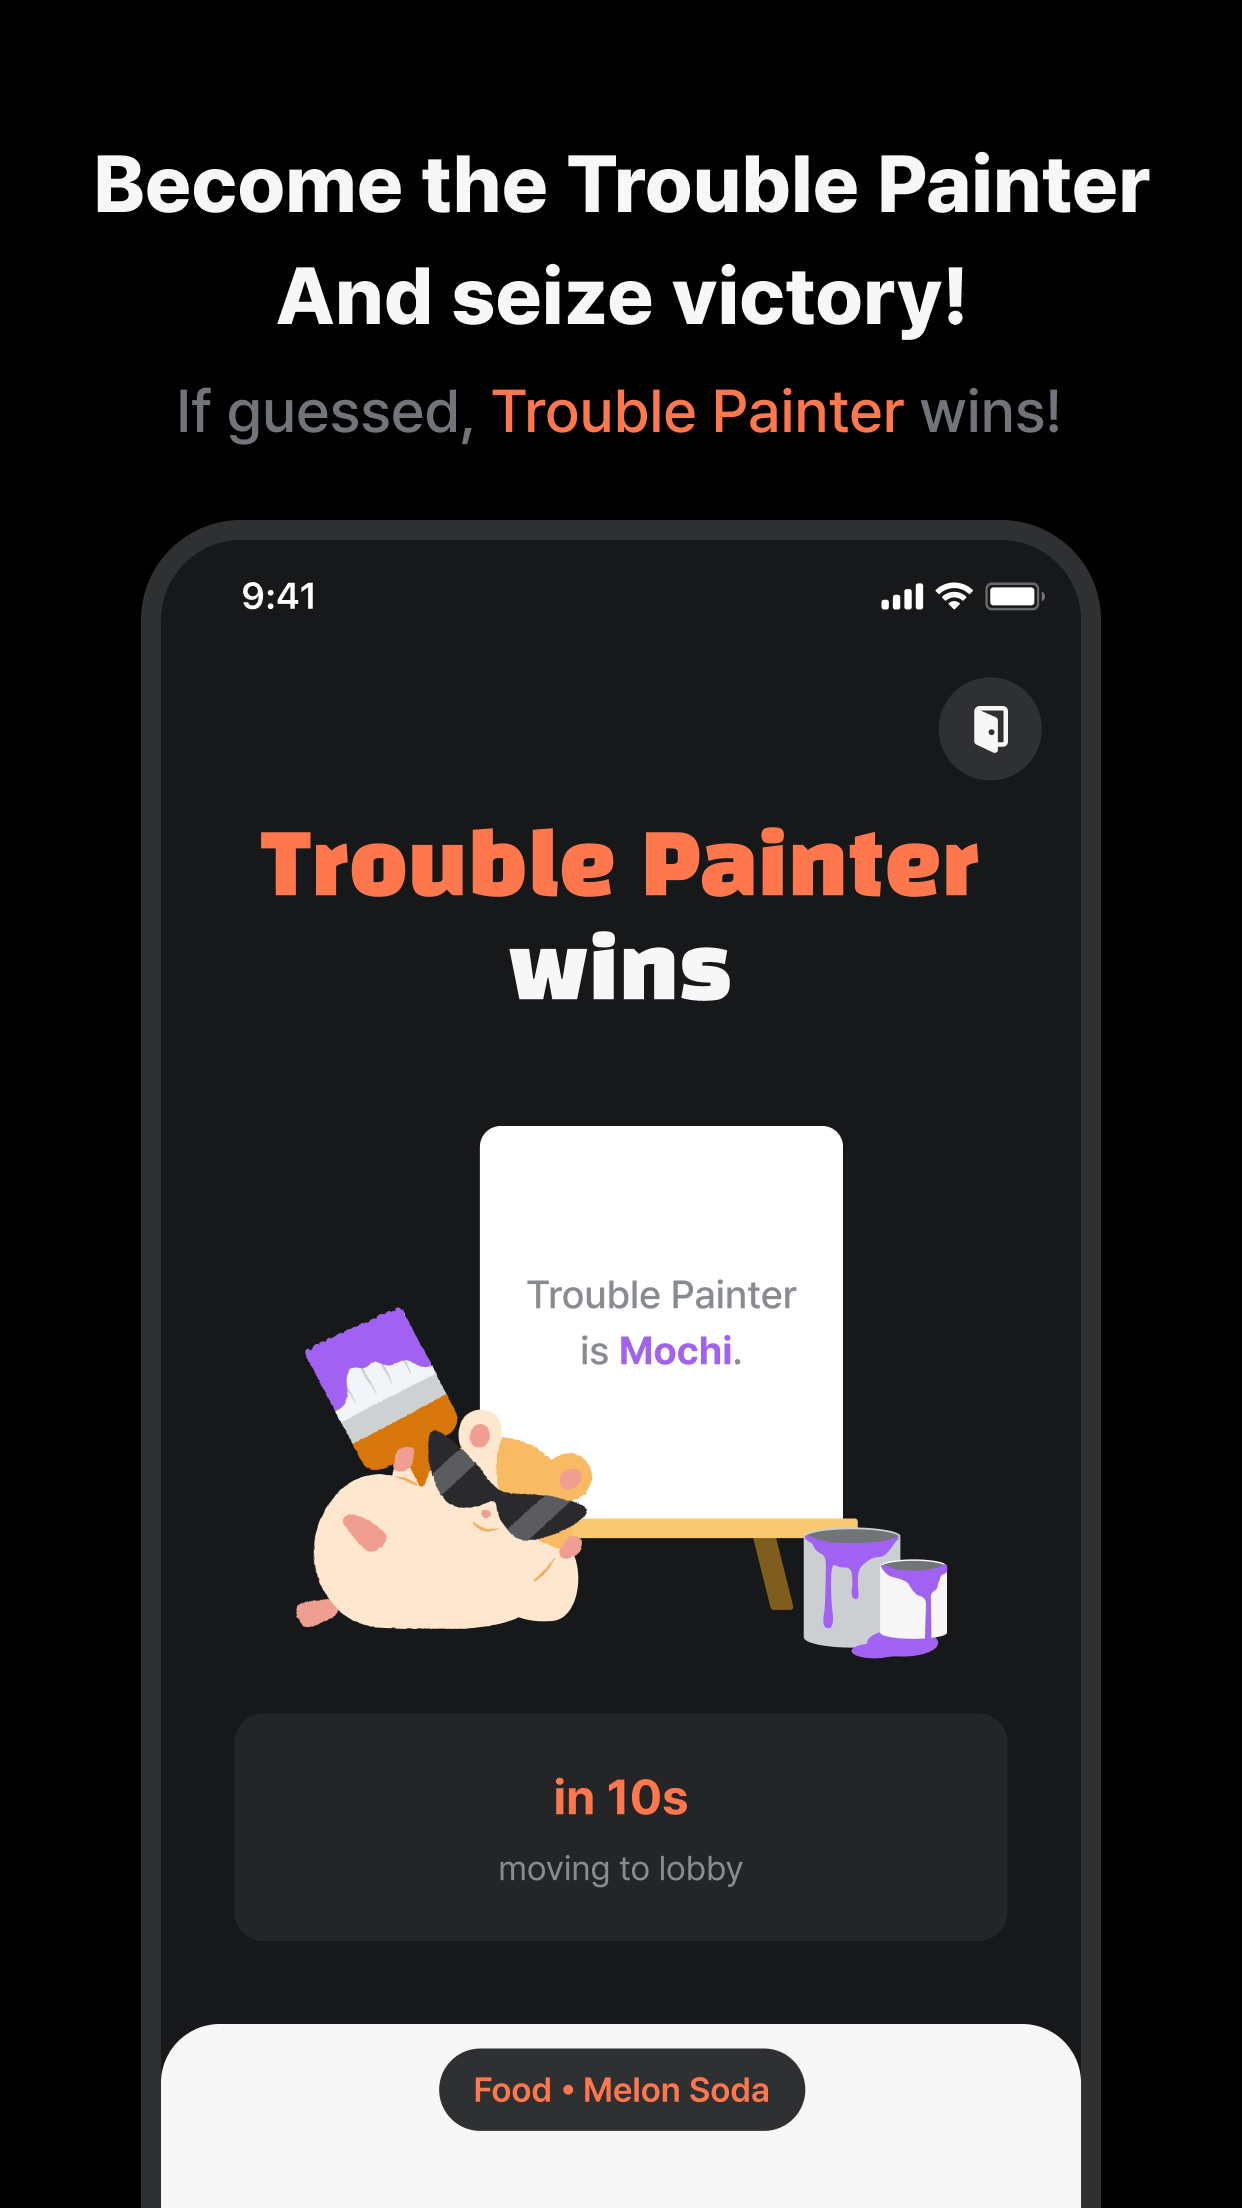 Become the Trouble Painter
And seize victory!
If guessed, Trouble Painter wins!
9:41
Trouble Painter
wins
Trouble Painter
is Mochi.
in 10s
moving to lobby
Food • Melon Soda